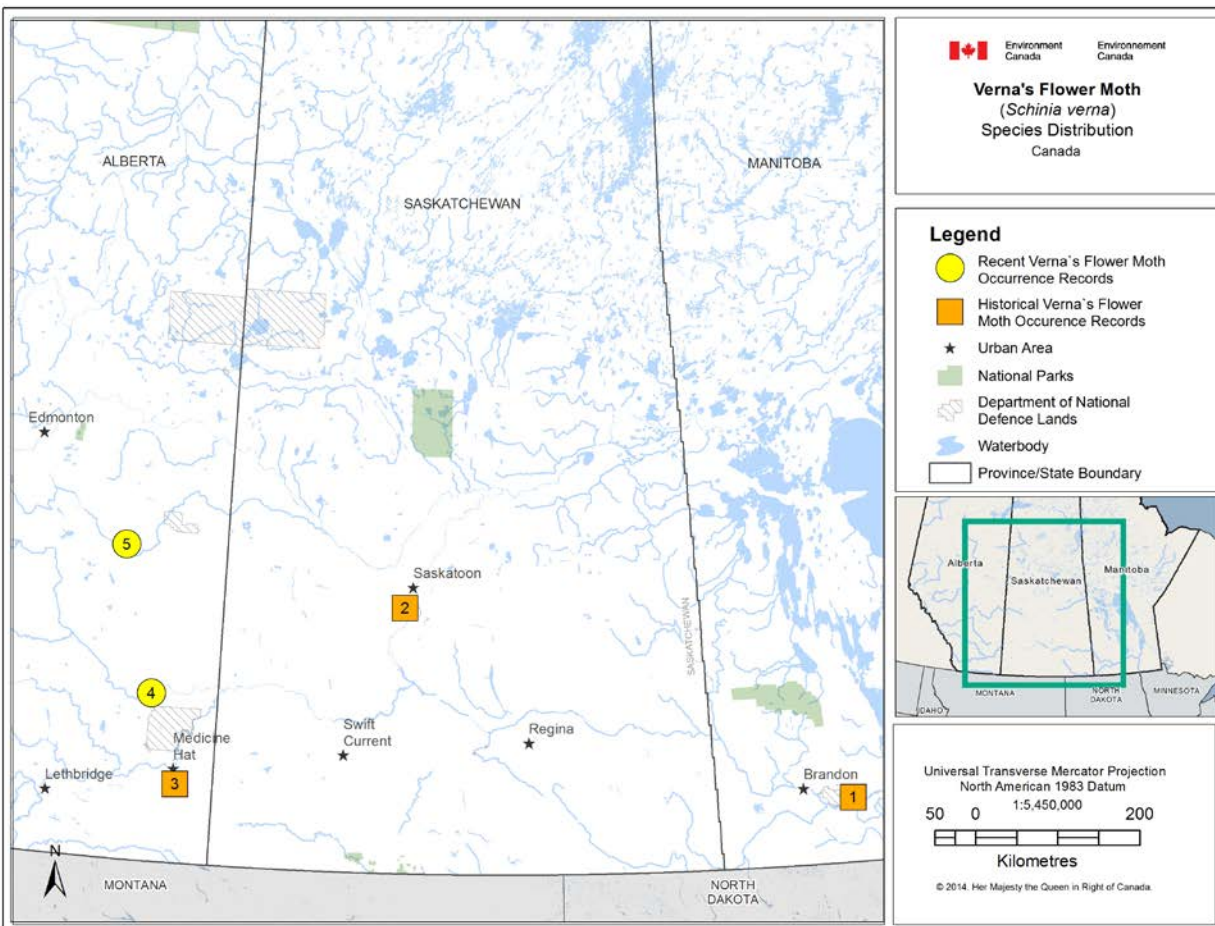 ALBERTA
SASKATCHEWAN
MANITOBA
Edmonton
5
Saskatoon
2
SASKATCHEWAN
4
Medicine
Hat
Swift
Current
Regina
Lethbridge
3
Brandon
1
N
MONTANA
NORTH
DAKOTA
Environment
Canada
Environnement
Canada
Verna's Flower Moth
(Schinia verna)
Species Distribution
Canada
Legend
Recent Verna`s Flower Moth
Occurrence Records
Historical Verna`s Flower
Moth Occurence Records
Urban Area
National Parks
Department of National
Defence Lands
Waterbody
Province/State Boundary
Alberta
Saskatchewan
Manitoba
MONTANA
NORTH
DAKOTA
MINNESOTA
IDAHO
Universal Transverse Mercator Projection
North American 1983 Datum
1:5,450,000
50 0 200
Kilometres
© 2014. Her Majesty the Queen in Right of Canada.